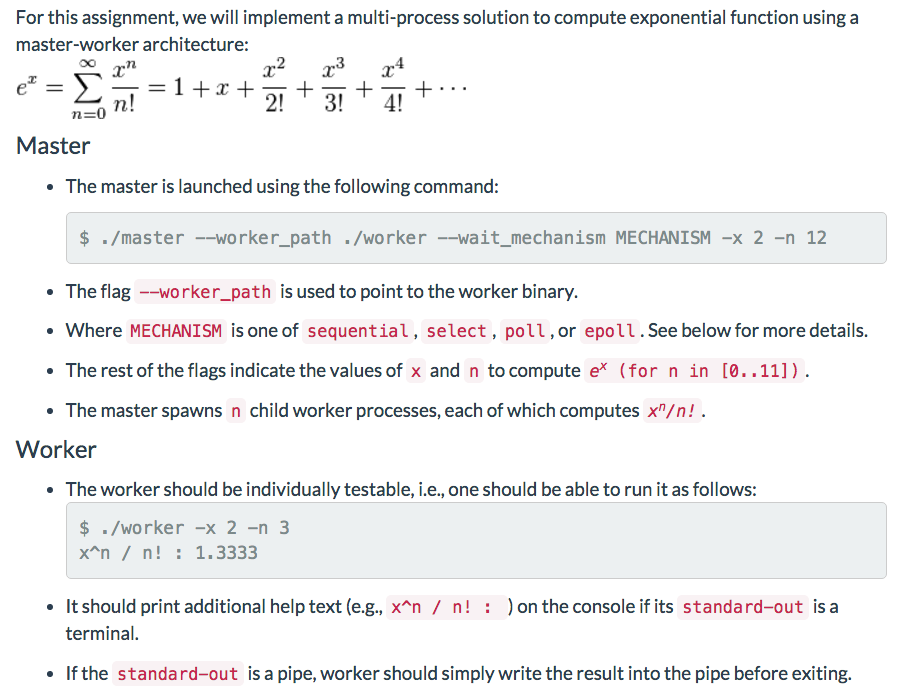 For this assignment, we will implement a multi-process solution to compute exponential function using a
master-worker architecture:
e^x = ∑_{n=0}^{∞} x^n/n! = 1 + x + x^2/2! + x^3/3! + x^4/4! + ⋯
Master
• The master is launched using the following command:
$ ./master --worker_path ./worker --wait_mechanism MECHANISM -x 2 -n 12
• The flag --worker_path is used to point to the worker binary.
• Where MECHANISM is one of sequential, select, poll, or epoll. See below for more details.
• The rest of the flags indicate the values of x and n to compute e^x (for n in [0..11]).
• The master spawns n child worker processes, each of which computes x^n/n!.
Worker
• The worker should be individually testable, i.e., one should be able to run it as follows:
$ ./worker -x 2 -n 3
x^n / n! : 1.3333
• It should print additional help text (e.g., x^n / n! : ) on the console if its standard-out is a
terminal.
• If the standard-out is a pipe, worker should simply write the result into the pipe before exiting.